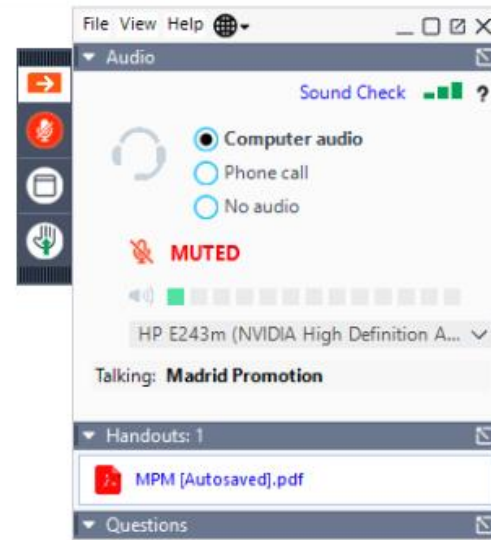 File View Help
Audio
Sound Check ?
Computer audio
Phone call
No audio
MUTED
HP E243m (NVIDIA High Definition A...
Talking: Madrid Promotion
Handouts: 1
MPM [Autosaved].pdf
Questions